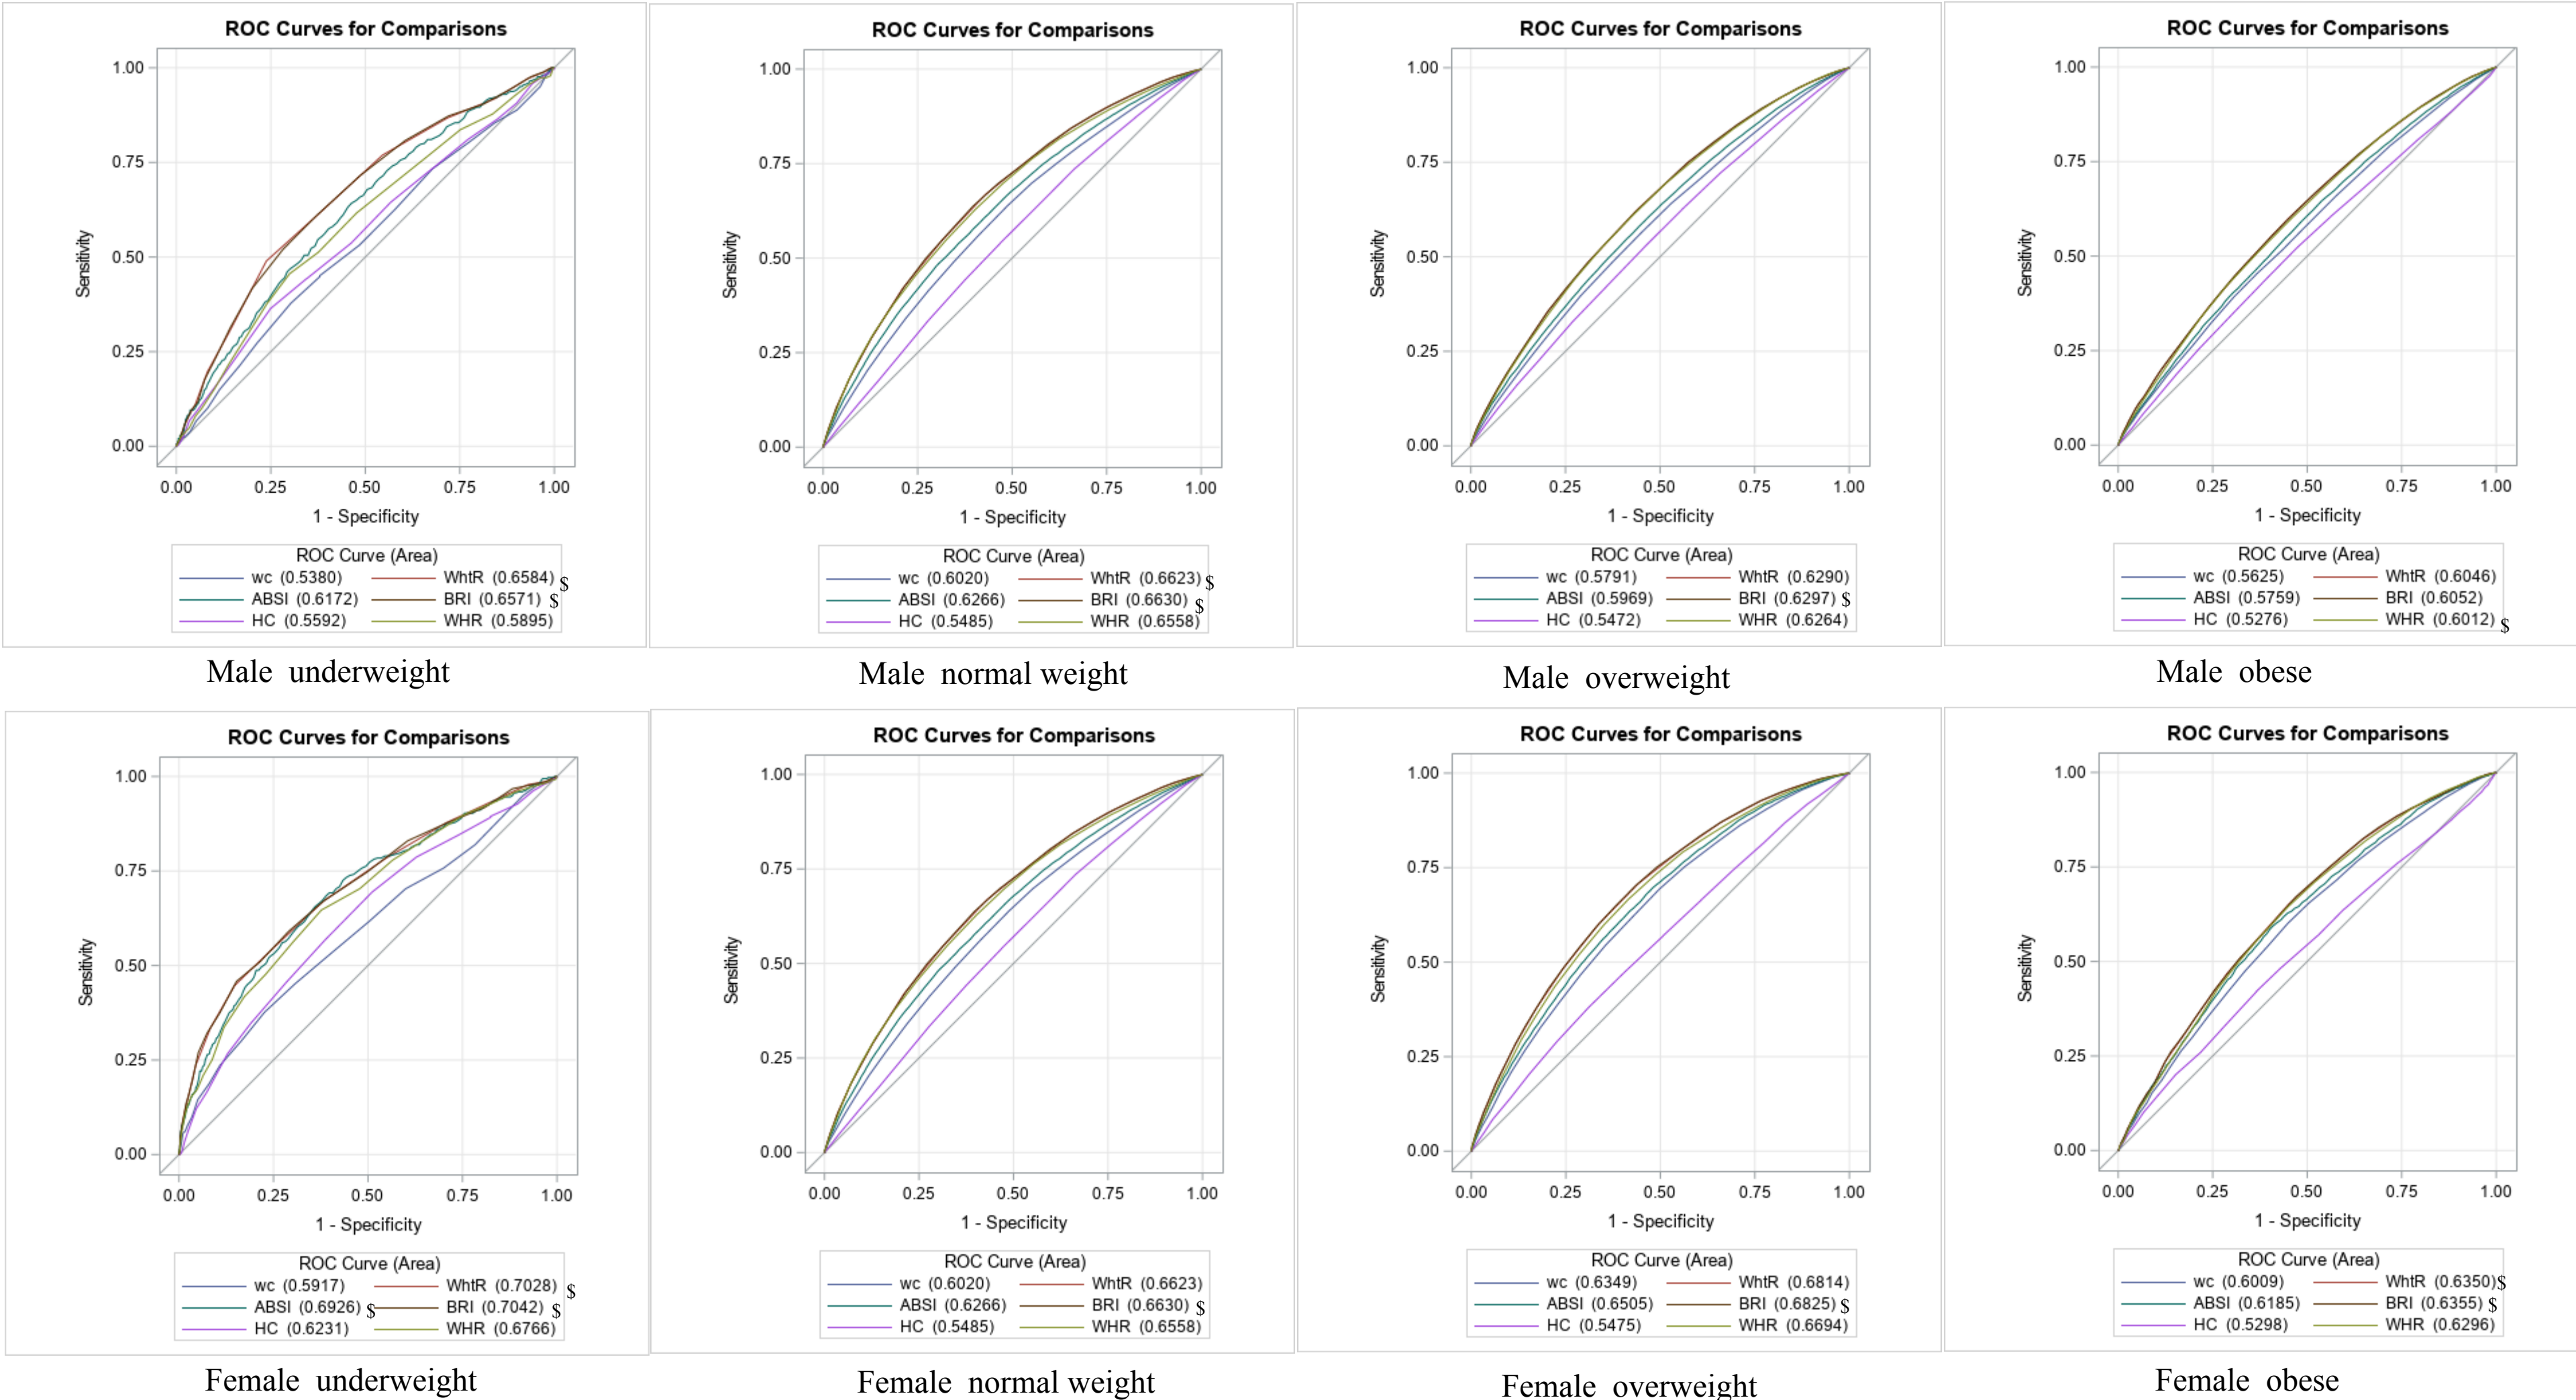 ROC Curves for Comparisons
1.00
0.75
0.50
0.25
0.00
Sensitivity
0.00 0.25 0.50 0.75 1.00
1 - Specificity
ROC Curve (Area)
wc (0.5380) WhtR (0.6584) $
ABSI (0.6172) BRI (0.6571) $
HC (0.5592) WHR (0.5895)
Male underweight
ROC Curves for Comparisons
1.00
0.75
0.50
0.25
0.00
Sensitivity
0.00 0.25 0.50 0.75 1.00
1 - Specificity
ROC Curve (Area)
wc (0.6020) WhtR (0.6623) $
ABSI (0.6266) BRI (0.6630) $
HC (0.5485) WHR (0.6558)
Male normal weight
ROC Curves for Comparisons
1.00
0.75
0.50
0.25
0.00
Sensitivity
0.00 0.25 0.50 0.75 1.00
1 - Specificity
ROC Curve (Area)
wc (0.5791) WhtR (0.6290)
ABSI (0.5969) BRI (0.6297) $
HC (0.5472) WHR (0.6264)
Male overweight
ROC Curves for Comparisons
1.00
0.75
0.50
0.25
0.00
Sensitivity
0.00 0.25 0.50 0.75 1.00
1 - Specificity
ROC Curve (Area)
wc (0.5625) WhtR (0.6046)
ABSI (0.5759) BRI (0.6052)
HC (0.5276) WHR (0.6012) $
Male obese
ROC Curves for Comparisons
1.00
0.75
0.50
0.25
0.00
Sensitivity
0.00 0.25 0.50 0.75 1.00
1 - Specificity
ROC Curve (Area)
wc (0.5917) WhtR (0.7028) $
ABSI (0.6926) $ BRI (0.7042) $
HC (0.6231) WHR (0.6766)
Female underweight
ROC Curves for Comparisons
1.00
0.75
0.50
0.25
0.00
Sensitivity
0.00 0.25 0.50 0.75 1.00
1 - Specificity
ROC Curve (Area)
wc (0.6020) WhtR (0.6623)
ABSI (0.6266) BRI (0.6630) $
HC (0.5485) WHR (0.6558)
Female normal weight
ROC Curves for Comparisons
1.00
0.75
0.50
0.25
0.00
Sensitivity
0.00 0.25 0.50 0.75 1.00
1 - Specificity
ROC Curve (Area)
wc (0.6349) WhtR (0.6814)
ABSI (0.6505) BRI (0.6825) $
HC (0.5475) WHR (0.6694)
Female overweight
ROC Curves for Comparisons
1.00
0.75
0.50
0.25
0.00
Sensitivity
0.00 0.25 0.50 0.75 1.00
1 - Specificity
ROC Curve (Area)
wc (0.6009) WhtR (0.6350)$
ABSI (0.6185) BRI (0.6355) $
HC (0.5298) WHR (0.6296)
Female obese